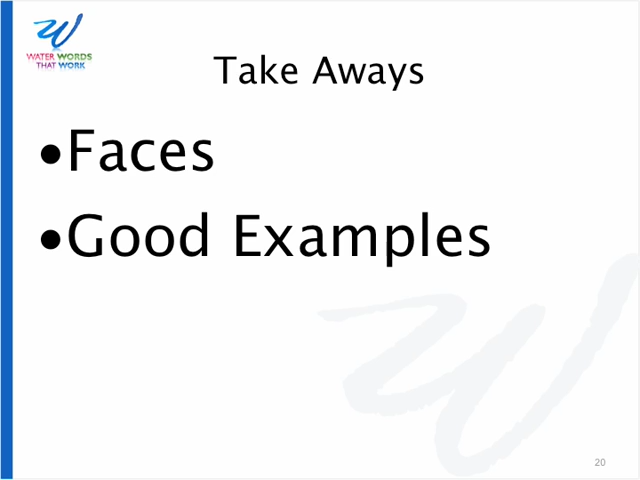 WATER WORDS
THAT WORK
Take Aways
•Faces
•Good Examples
20